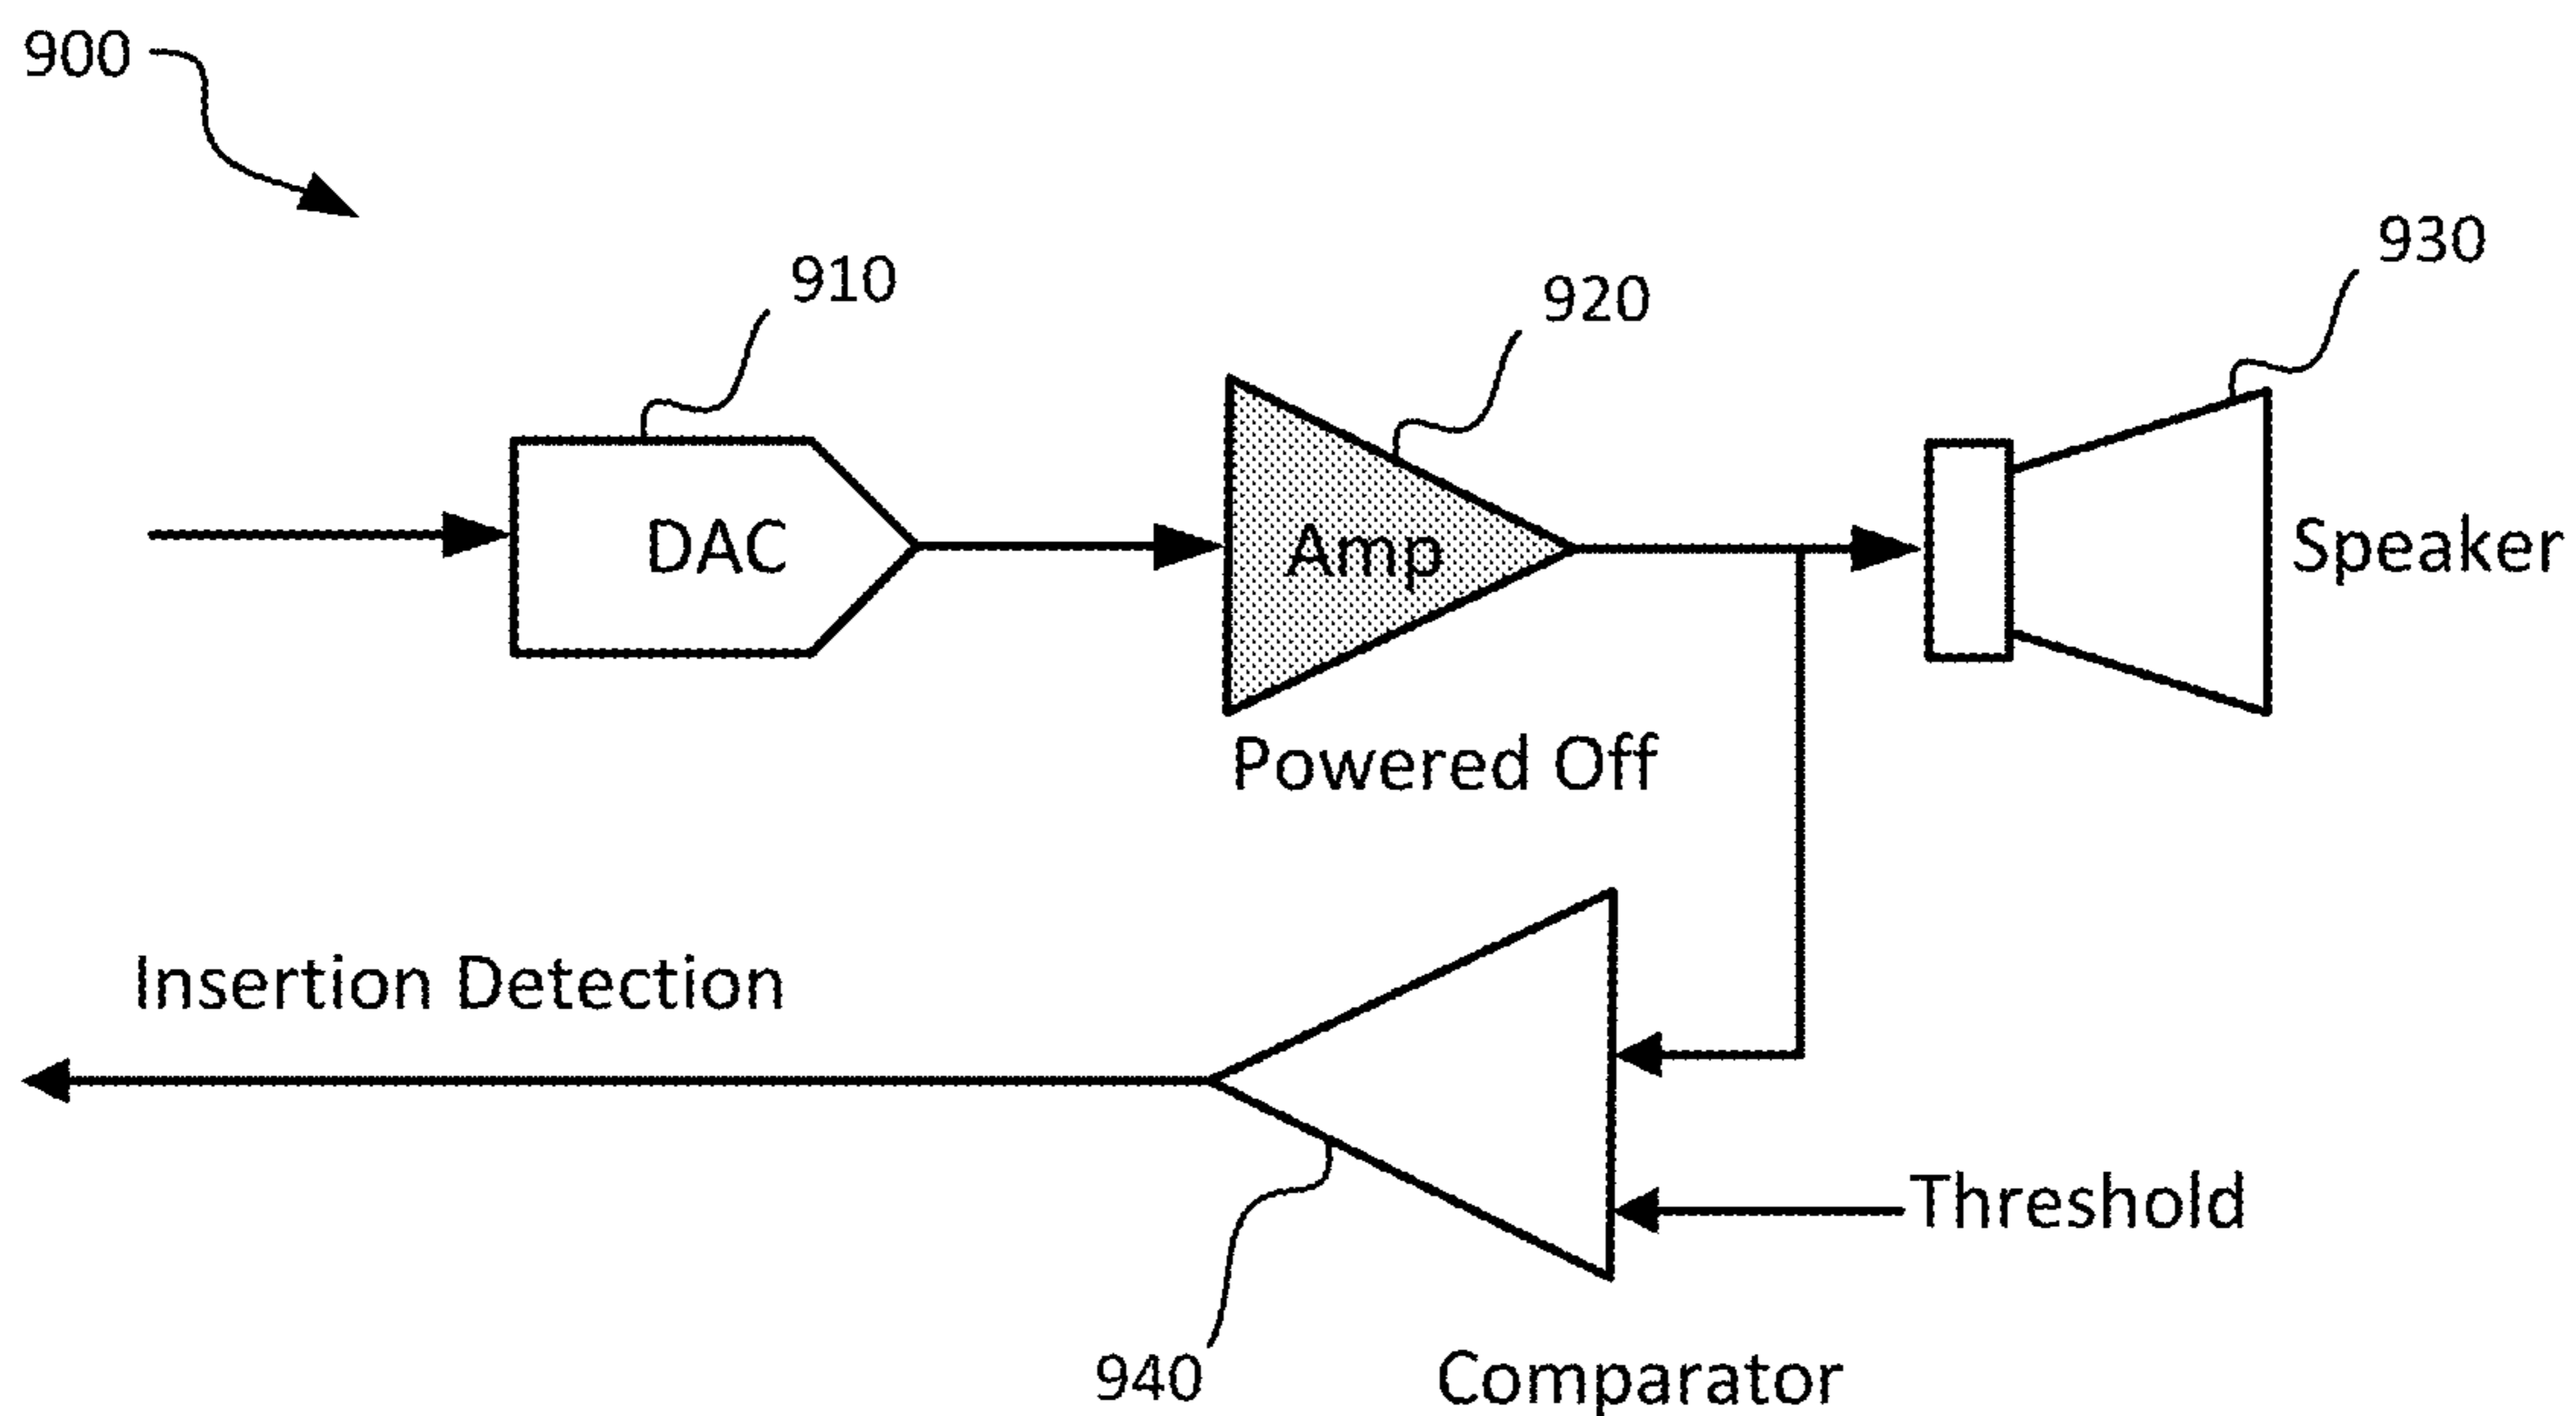 900
910
920
930
DAC
Amp
Speaker
Powered Off
Insertion Detection
Threshold
940
Comparator